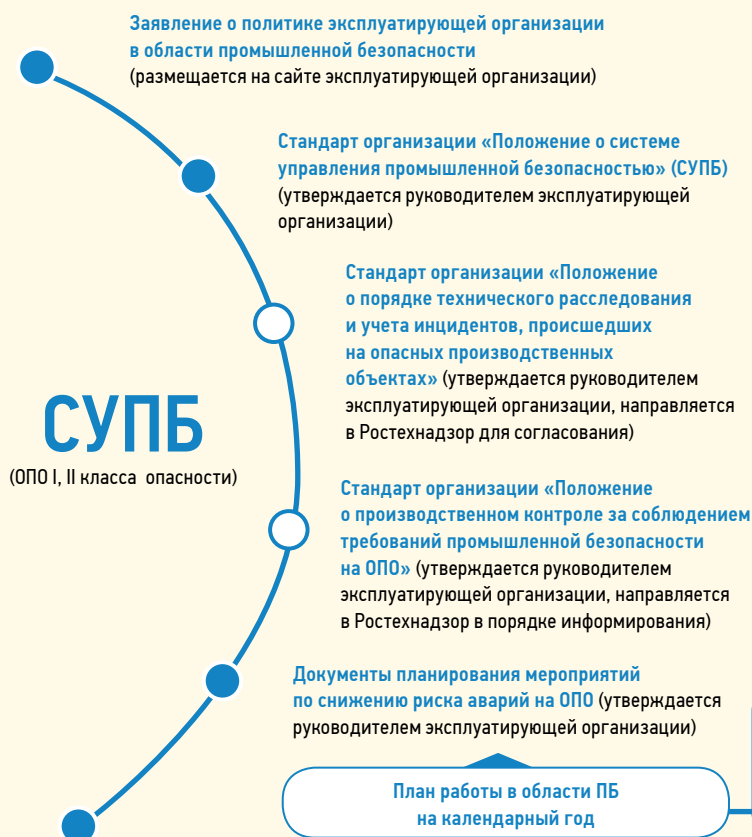 Заявление о политике эксплуатирующей организации
в области промышленной безопасности
(размещается на сайте эксплуатирующей организации)
Стандарт организации «Положение о системе
управления промышленной безопасностью» (СУПБ)
(утверждается руководителем эксплуатирующей
организации)
Стандарт организации «Положение
о порядке технического расследования
и учета инцидентов, происшедших
на опасных производственных
объектах» (утверждается руководителем
эксплуатирующей организации, направляется
в Ростехнадзор для согласования)
СУПБ
(ОПО I, II класса опасности)
Стандарт организации «Положение
о производственном контроле за соблюдением
требований промышленной безопасности
на ОПО» (утверждается руководителем
эксплуатирующей организации, направляется
в Ростехнадзор в порядке информирования)
Документы планирования мероприятий
по снижению риска аварий на ОПО (утверждается
руководителем эксплуатирующей организации)
План работы в области ПБ
на календарный год